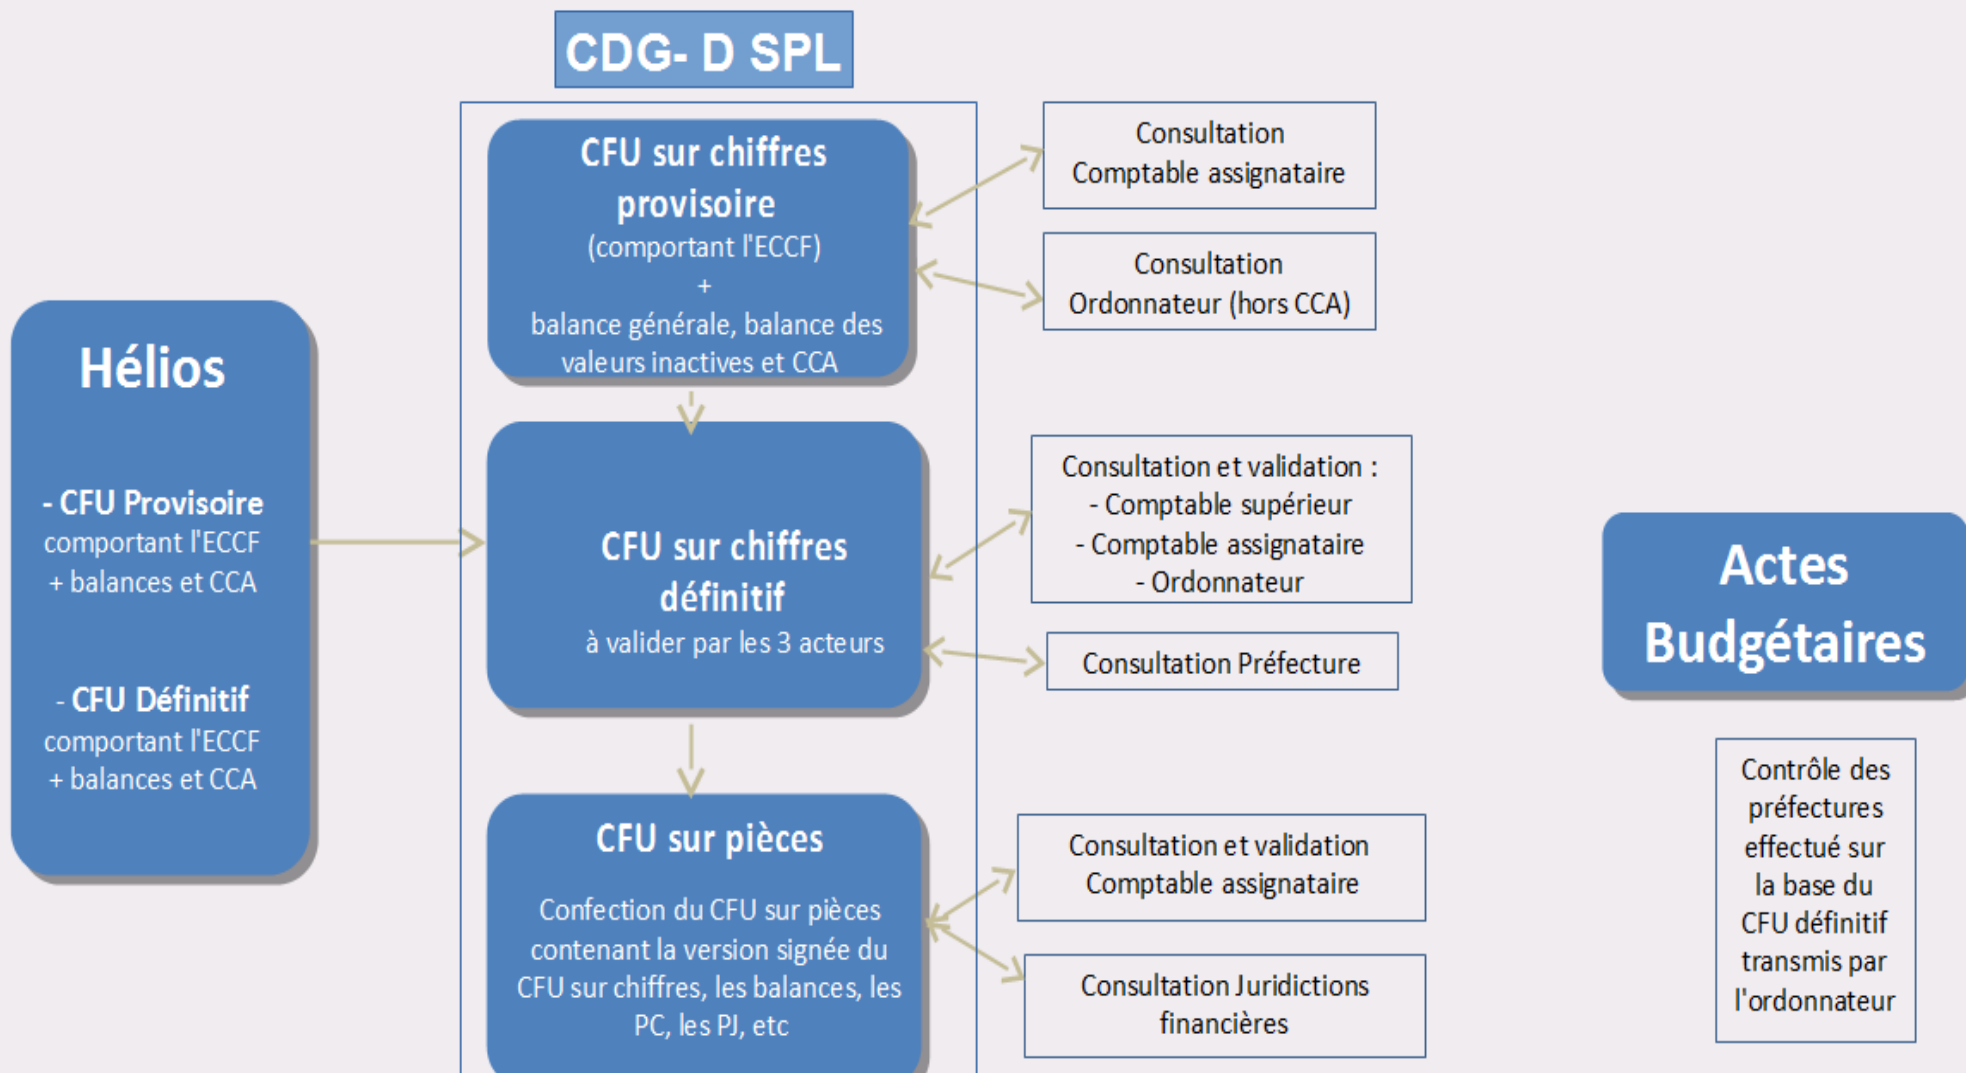 CDG- D SPL
Hélios
- CFU Provisoire
comportant l'ECCF
+ balances et CCA
- CFU Définitif
comportant l'ECCF
+ balances et CCA
CFU sur chiffres
provisoire
(comportant l'ECCF)
+
balance générale, balance des
valeurs inactives et CCA
Consultation
Comptable assignataire
Consultation
Ordonnateur (hors CCA)
CFU sur chiffres
définitif
à valider par les 3 acteurs
Consultation et validation :
- Comptable supérieur
- Comptable assignataire
- Ordonnateur
Consultation Préfecture
CFU sur pièces
Confection du CFU sur pièces
contenant la version signée du
CFU sur chiffres, les balances, les
PC, les PJ, etc
Consultation et validation
Comptable assignataire
Consultation Juridictions
financières
Actes
Budgétaires
Contrôle des
préfectures
effectué sur
la base du
CFU définitif
transmis par
l'ordonnateur